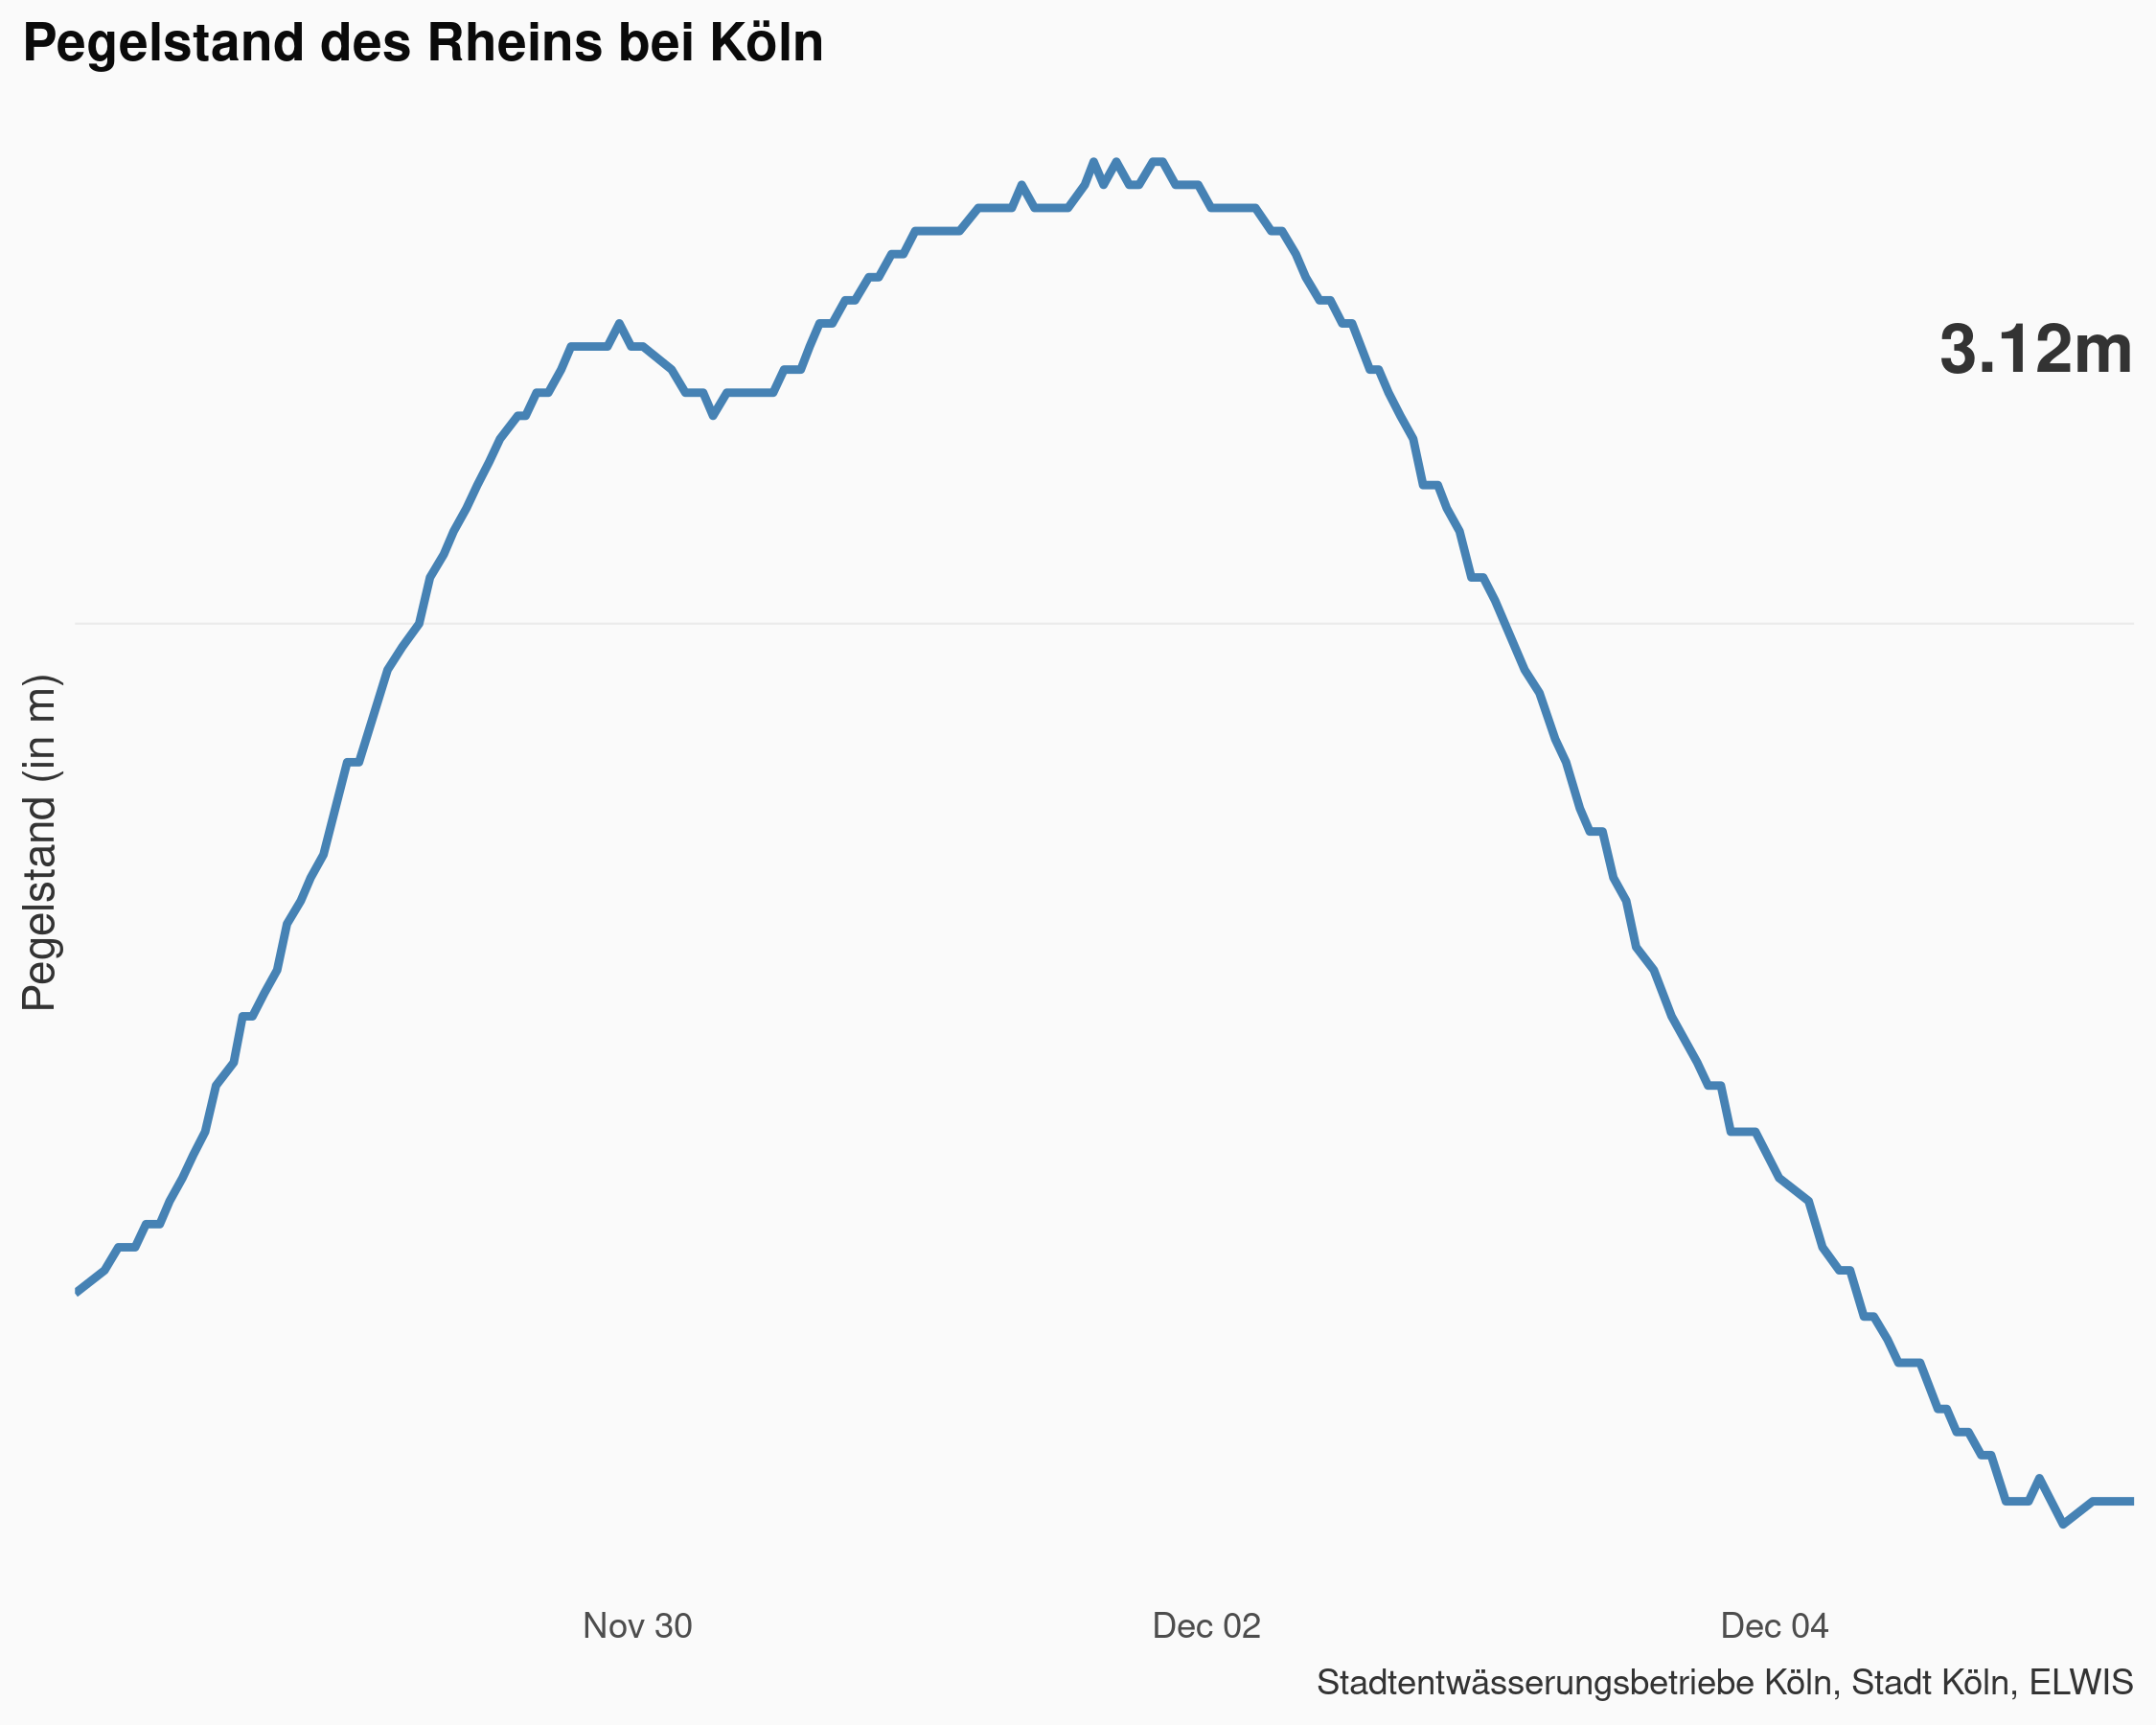 Pegelstand des Rheins bei Köln
3.12m
Pegelstand (in m)
Nov 30
Dec 02
Dec 04
Stadtentwässerungsbetriebe Köln, Stadt Köln, ELWIS